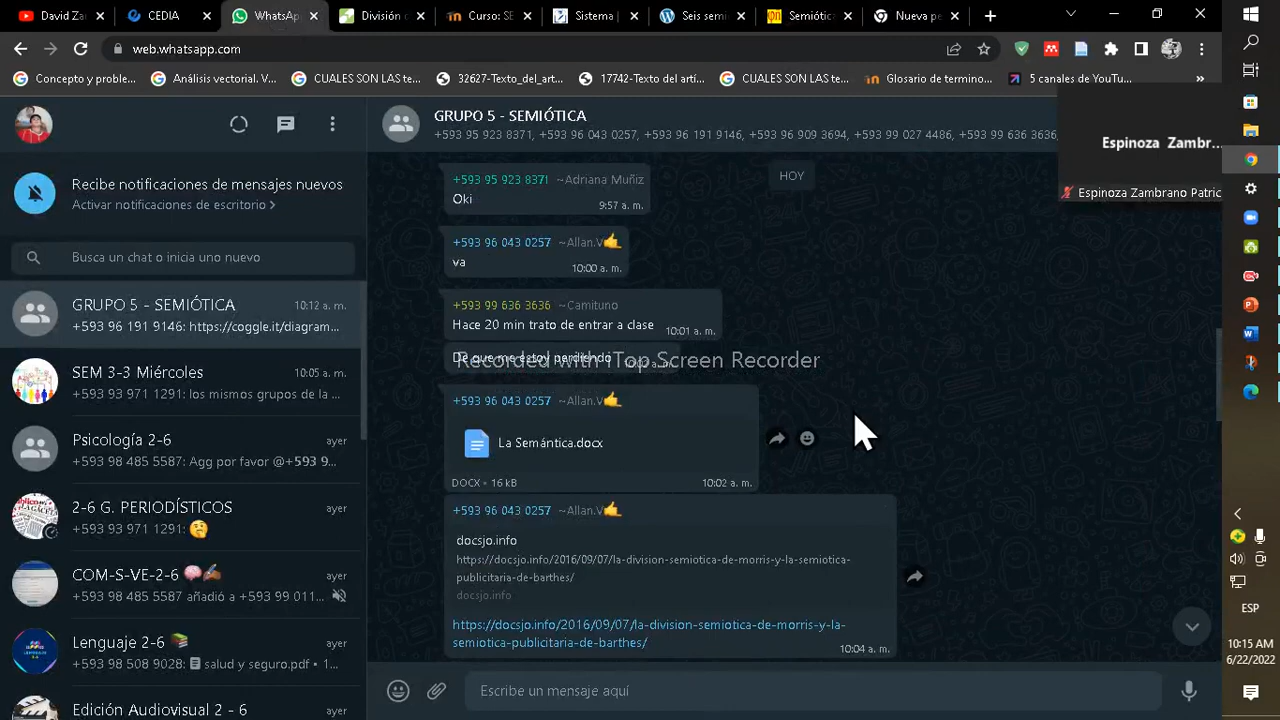 David Za:
CEDIA
WhatsAp
División c
Curso: S
Sistema
Seis sem
Semiótic
Nueva pe
web.whatsapp.com
Concepto y proble...
Análisis vectorial. V...
CUALES SON LAS te...
32627-Texto_del_ar...
17742-Texto del artí...
CUALES SON LAS te...
Glosario de termino...
5 canales de YouTu...
Recibe notificaciones de mensajes nuevos
Activar notificaciones de escritorio
Busca un chat o inicia uno nuevo
GRUPO 5 - SEMIÓTICA 10:12 a. m.
+593 96 191 9146: https://coggle.it/diagram...
SEM 3-3 Miércoles 10:05 a. m.
+593 93 971 1291: los mismos grupos de la ...
Psicología 2-6 ayer
+593 98 485 5587: Agg por favor @+593 9...
2-6 G. PERIODÍSTICOS ayer
+593 93 971 1291: 🤔
COM-S-VE-2-6 🧠✍🏽 ayer
+593 98 485 5587 añadió a +593 99 011...
Lenguaje 2-6 📚 ayer
+593 98 508 9028: salud y seguro.pdf • 1...
Edición Audiovisual 2 - 6 ayer
GRUPO 5 - SEMIÓTICA
+593 95 923 8371, +593 96 043 0257, +593 96 191 9146, +593 96 909 3694, +593 99 027 4486, +593 99 636 3636,
HOY
+593 95 923 8371 ~Adriana Muñiz
Oki
9:57 a. m.
+593 96 043 0257 ~Allan.V🤙
va
10:00 a. m.
+593 99 636 3636 ~Camituno
Hace 20 min trato de entrar a clase
10:01 a. m.
De que me estoy perdiendo
Recorded with iTop Screen Recorder
+593 96 043 0257 ~Allan.V🤙
La Semántica.docx
DOCX • 16 kB 10:02 a. m.
+593 96 043 0257 ~Allan.V🤙
docsjo.info
https://docsjo.info/2016/09/07/la-division-semiotica-de-morris-y-la-semiotica-
publicitaria-de-barthes/
docsjo.info
https://docsjo.info/2016/09/07/la-division-semiotica-de-morris-y-la-
semiotica-publicitaria-de-barthes/
10:04 a. m.
Escribe un mensaje aquí
Espinoza Zambr...
Espinoza Zambrano Patric
ESP
10:15 AM
6/22/2022